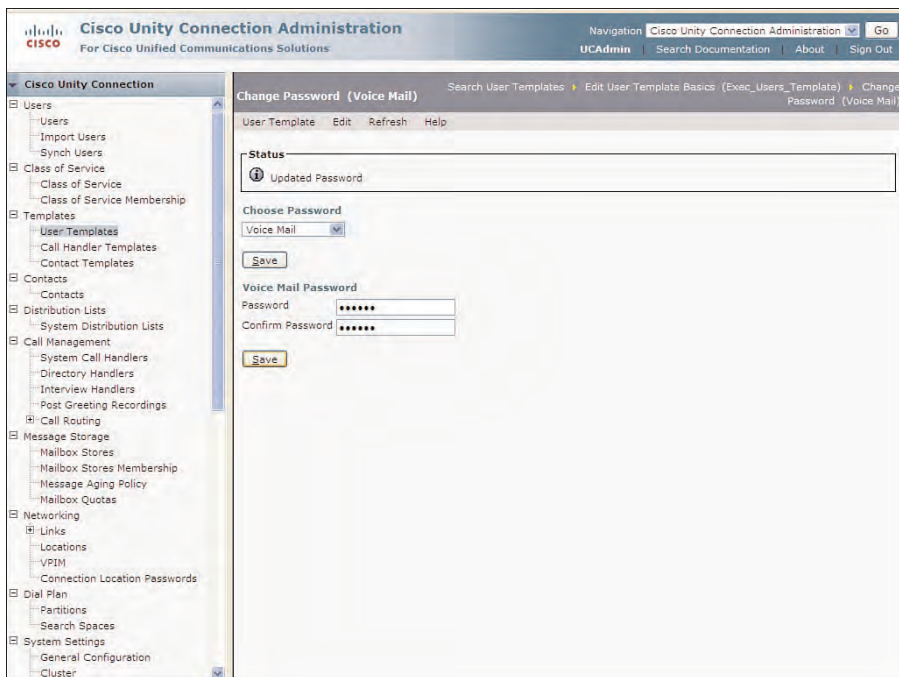 CISCO
Cisco Unity Connection Administration
For Cisco Unified Communications Solutions
Navigation Cisco Unity Connection Administration Go
UCAdmin | Search Documentation | About | Sign Out
Cisco Unity Connection
Users
Users
Import Users
Synch Users
Class of Service
Class of Service
Class of Service Membership
Templates
User Templates
Call Handler Templates
Contact Templates
Contacts
Contacts
Distribution Lists
System Distribution Lists
Call Management
System Call Handlers
Directory Handlers
Interview Handlers
Post Greeting Recordings
Call Routing
Message Storage
Mailbox Stores
Mailbox Stores Membership
Message Aging Policy
Mailbox Quotas
Networking
Links
Locations
VPIM
Connection Location Passwords
Dial Plan
Partitions
Search Spaces
System Settings
General Configuration
Cluster
Change Password (Voice Mail)
Search User Templates Edit User Template Basics (Exec_Users_Template) Change
Password (Voice Mail)
User Template Edit Refresh Help
Status
Updated Password
Choose Password
Voice Mail
Save
Voice Mail Password
Password ••••••
Confirm Password ••••••
Save